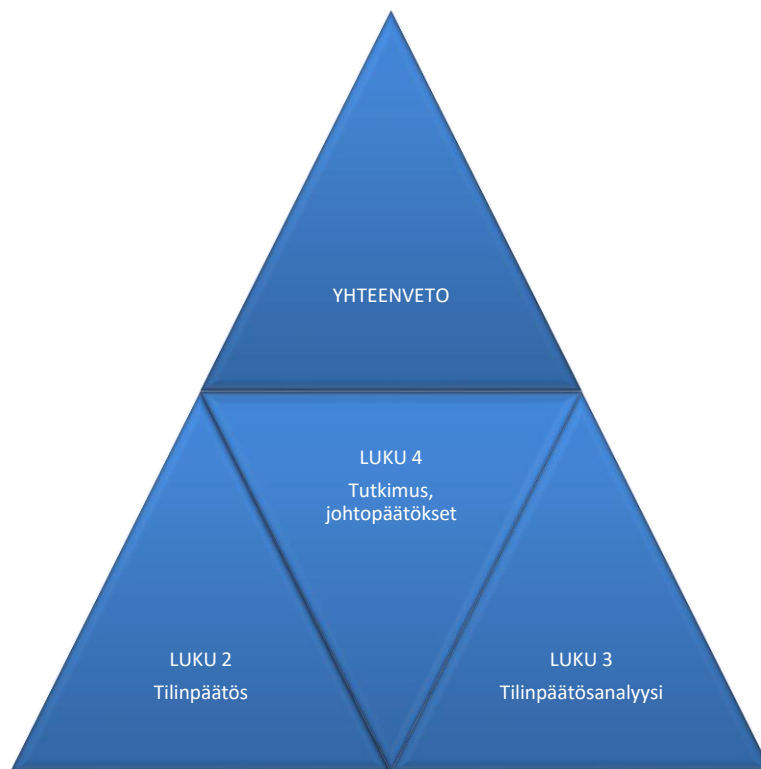 YHTEENVETO
LUKU 4
Tutkimus,
johtopäätökset
LUKU 2
Tilinpäätös
LUKU 3
Tilinpäätösanalyysi